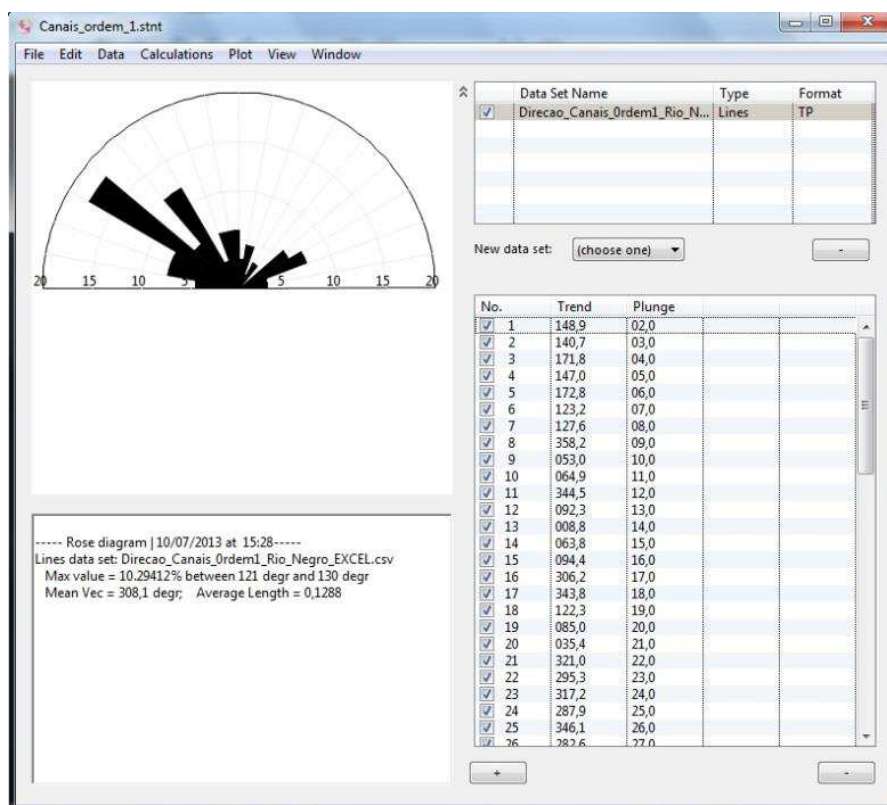 Canais_ordem_1.stnt
File Edit Data Calculations Plot View Window
20 15 10 5 5 10 15 20
----- Rose diagram | 10/07/2013 at 15:28-----
Lines data set: Direcao_Canais_0rdem1_Rio_Negro_EXCEL.csv
Max value = 10.29412% between 121 degr and 130 degr
Mean Vec = 308,1 degr; Average Length = 0,1288
Data Set Name Type Format
Direcao_Canais_0rdem1_Rio_N... Lines TP
New data set: (choose one) -
No. Trend Plunge
1 148,9 02,0
2 140,7 03,0
3 171,8 04,0
4 147,0 05,0
5 172,8 06,0
6 123,2 07,0
7 127,6 08,0
8 358,2 09,0
9 053,0 10,0
10 064,9 11,0
11 344,5 12,0
12 092,3 13,0
13 008,8 14,0
14 063,8 15,0
15 094,4 16,0
16 306,2 17,0
17 343,8 18,0
18 122,3 19,0
19 085,0 20,0
20 035,4 21,0
21 321,0 22,0
22 295,3 23,0
23 317,2 24,0
24 287,9 25,0
25 346,1 26,0
26 282,6 27,0
+ -